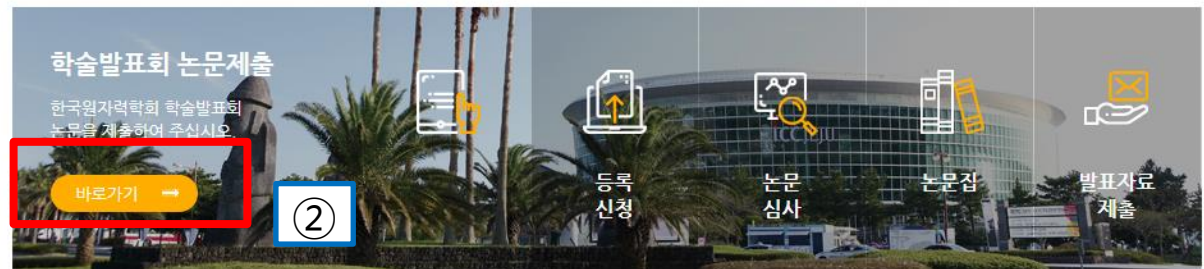 학술발표회 논문제출
한국원자력학회 학술발표회
논문을 제출하여 주십시오.
바로가기
②
등록
신청
논문
심사
논문집
발표자료
제출
ICC JEJU